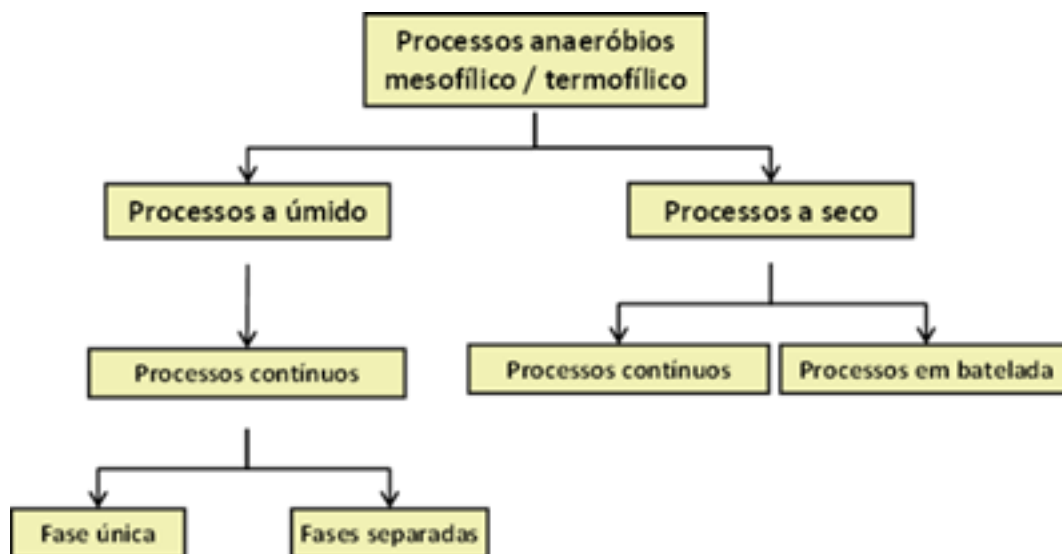 Processos anaeróbios
mesofílico / termofílico
Processos a úmido
Processos a seco
Processos contínuos
Processos contínuos
Processos em batelada
Fase única
Fases separadas